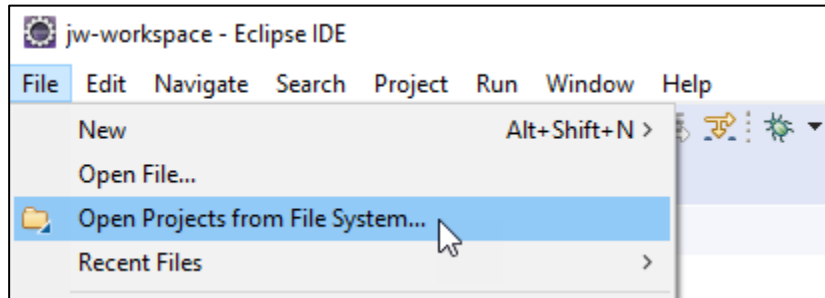 jw-workspace - Eclipse IDE
File Edit Navigate Search Project Run Window Help
New Alt+Shift+N >
Open File...
Open Projects from File System...
Recent Files >